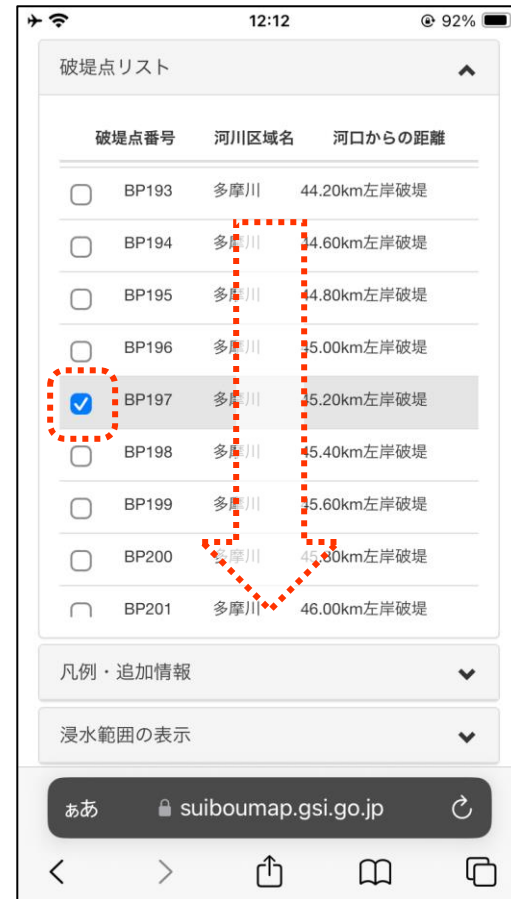 12:12
92%
破堤点リスト
破堤点番号 河川区域名 河口からの距離
BP193 多摩川 44.20km左岸破堤
BP194 多摩川 44.60km左岸破堤
BP195 多摩川 44.80km左岸破堤
BP196 多摩川 45.00km左岸破堤
BP197 多摩川 45.20km左岸破堤
BP198 多摩川 45.40km左岸破堤
BP199 多摩川 45.60km左岸破堤
BP200 多摩川 45.80km左岸破堤
BP201 多摩川 46.00km左岸破堤
凡例・追加情報
浸水範囲の表示
ぁあ suiboumap.gsi.go.jp